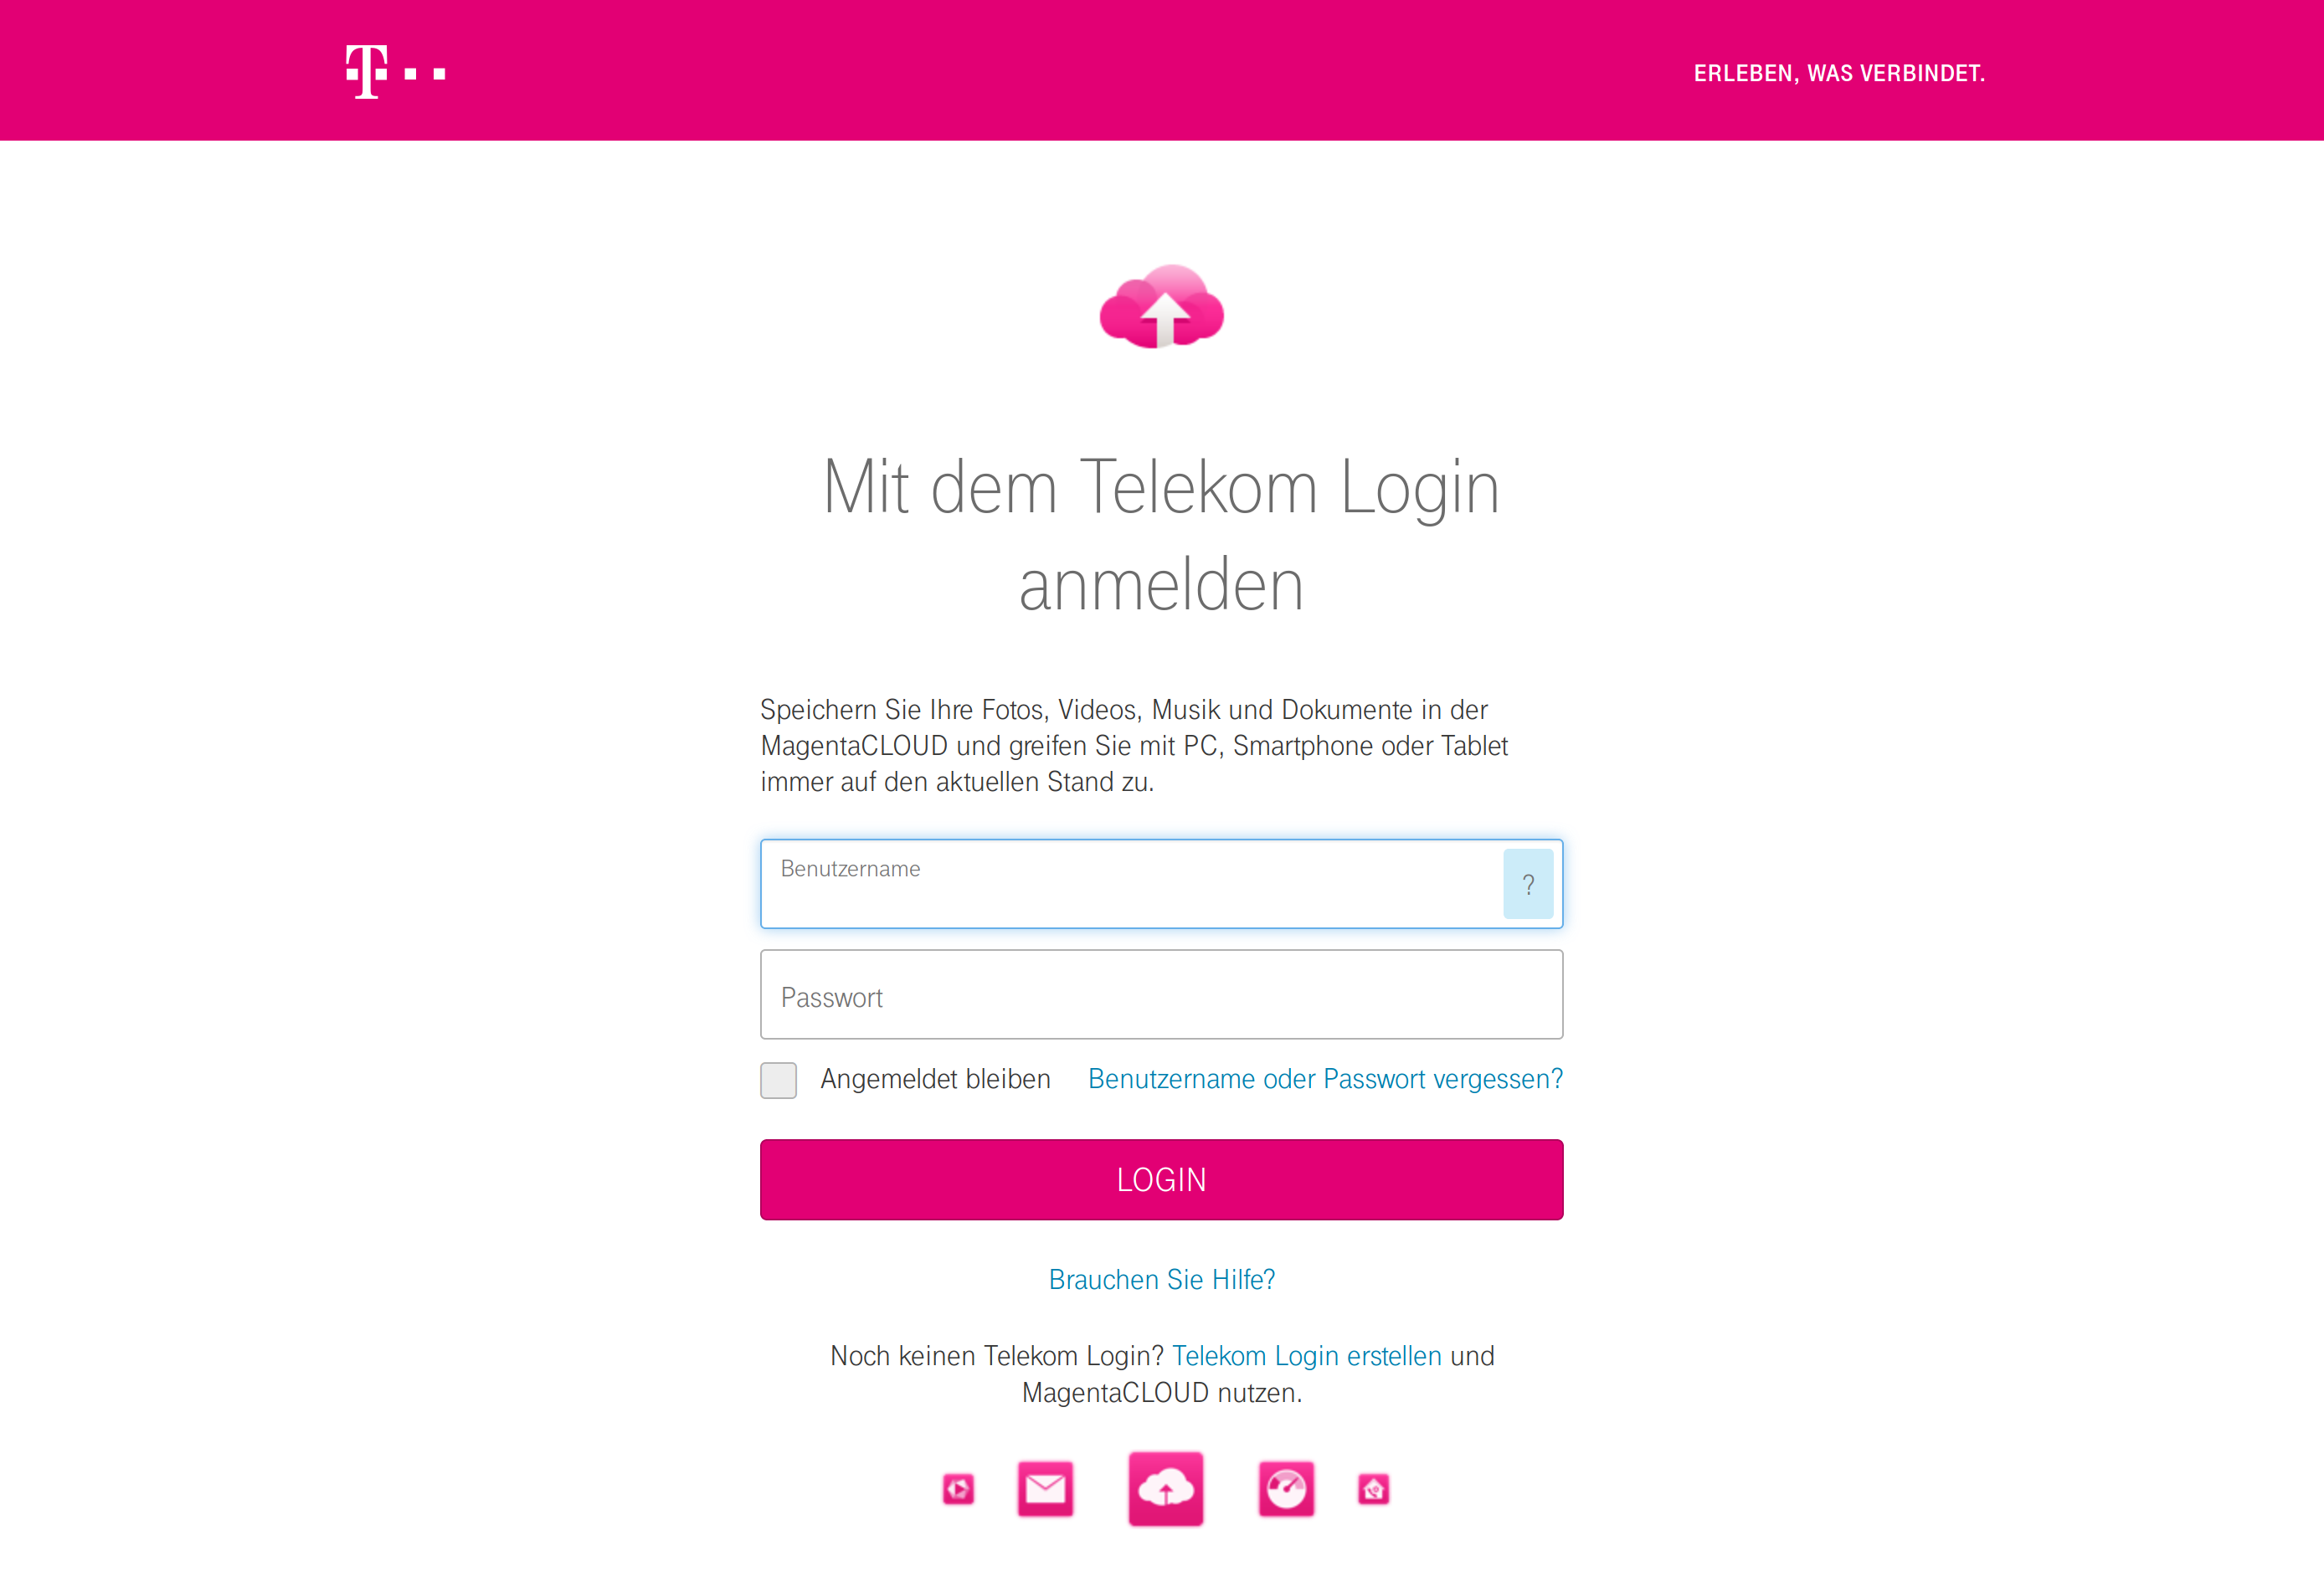 T
ERLEBEN, WAS VERBINDET.
Mit dem Telekom Login
anmelden
Speichern Sie Ihre Fotos, Videos, Musik und Dokumente in der
MagentaCLOUD und greifen Sie mit PC, Smartphone oder Tablet
immer auf den aktuellen Stand zu.
Benutzername
?
Passwort
Angemeldet bleiben
Benutzername oder Passwort vergessen?
LOGIN
Brauchen Sie Hilfe?
Noch keinen Telekom Login? Telekom Login erstellen und
MagentaCLOUD nutzen.